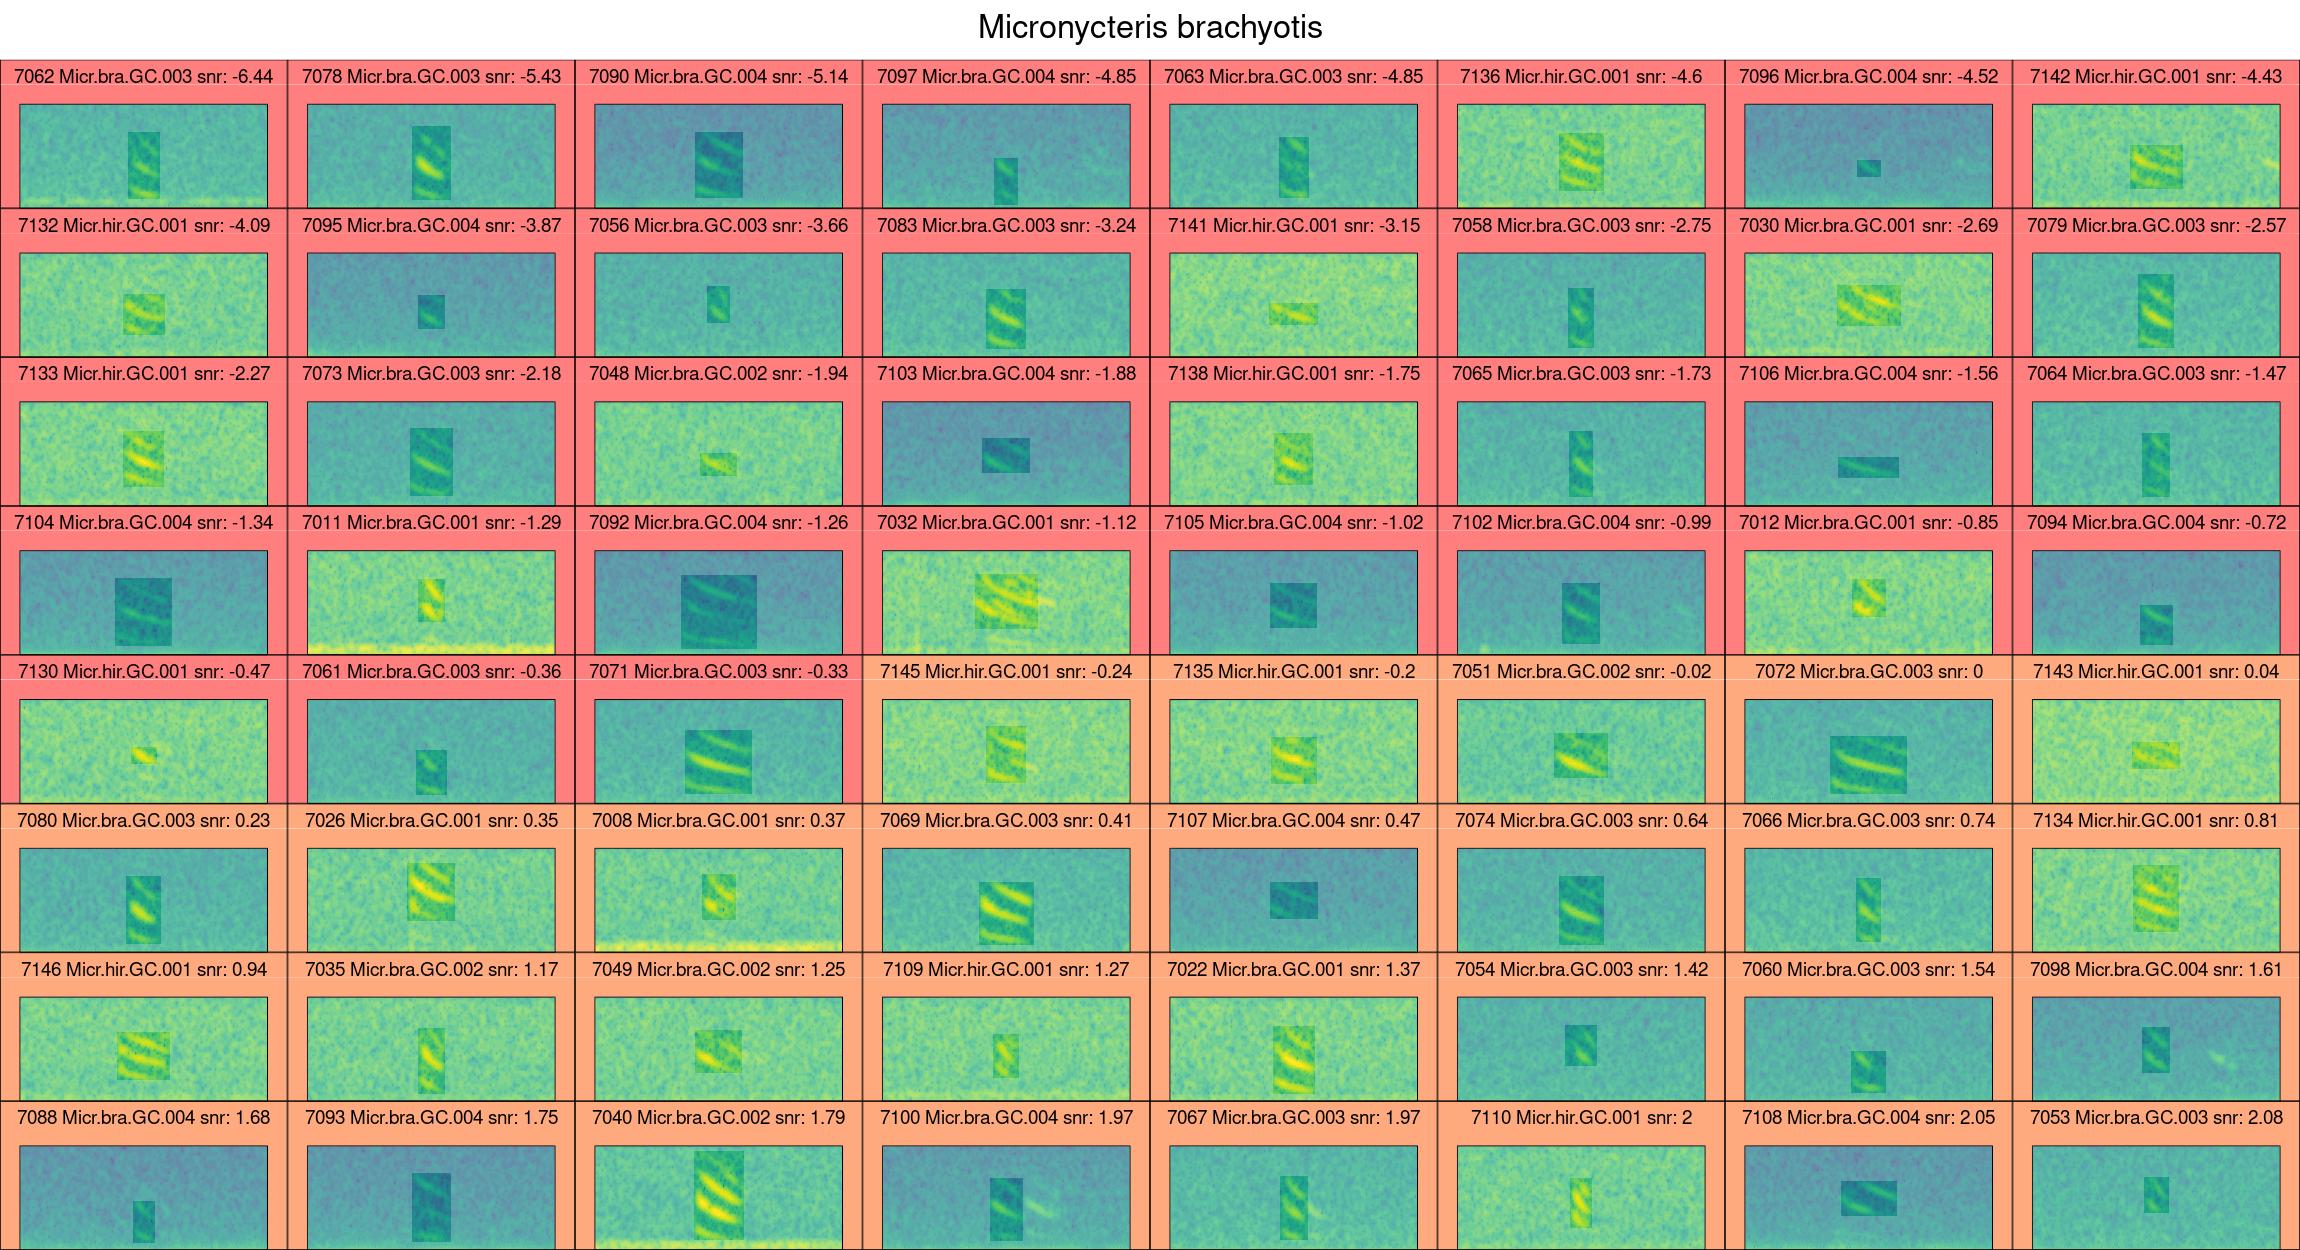 Micronycteris brachyotis
7062 Micr.bra.GC.003 snr: -6.44
7078 Micr.bra.GC.003 snr: -5.43
7090 Micr.bra.GC.004 snr: -5.14
7097 Micr.bra.GC.004 snr: -4.85
7063 Micr.bra.GC.003 snr: -4.85
7136 Micr.hir.GC.001 snr: -4.6
7096 Micr.bra.GC.004 snr: -4.52
7142 Micr.hir.GC.001 snr: -4.43
7132 Micr.hir.GC.001 snr: -4.09
7095 Micr.bra.GC.004 snr: -3.87
7056 Micr.bra.GC.003 snr: -3.66
7083 Micr.bra.GC.003 snr: -3.24
7141 Micr.hir.GC.001 snr: -3.15
7058 Micr.bra.GC.003 snr: -2.75
7030 Micr.bra.GC.001 snr: -2.69
7079 Micr.bra.GC.003 snr: -2.57
7133 Micr.hir.GC.001 snr: -2.27
7073 Micr.bra.GC.003 snr: -2.18
7048 Micr.bra.GC.002 snr: -1.94
7103 Micr.bra.GC.004 snr: -1.88
7138 Micr.hir.GC.001 snr: -1.75
7065 Micr.bra.GC.003 snr: -1.73
7106 Micr.bra.GC.004 snr: -1.56
7064 Micr.bra.GC.003 snr: -1.47
7104 Micr.bra.GC.004 snr: -1.34
7011 Micr.bra.GC.001 snr: -1.29
7092 Micr.bra.GC.004 snr: -1.26
7032 Micr.bra.GC.001 snr: -1.12
7105 Micr.bra.GC.004 snr: -1.02
7102 Micr.bra.GC.004 snr: -0.99
7012 Micr.bra.GC.001 snr: -0.85
7094 Micr.bra.GC.004 snr: -0.72
7130 Micr.hir.GC.001 snr: -0.47
7061 Micr.bra.GC.003 snr: -0.36
7071 Micr.bra.GC.003 snr: -0.33
7145 Micr.hir.GC.001 snr: -0.24
7135 Micr.hir.GC.001 snr: -0.2
7051 Micr.bra.GC.002 snr: -0.02
7072 Micr.bra.GC.003 snr: 0
7143 Micr.hir.GC.001 snr: 0.04
7080 Micr.bra.GC.003 snr: 0.23
7026 Micr.bra.GC.001 snr: 0.35
7008 Micr.bra.GC.001 snr: 0.37
7069 Micr.bra.GC.003 snr: 0.41
7107 Micr.bra.GC.004 snr: 0.47
7074 Micr.bra.GC.003 snr: 0.64
7066 Micr.bra.GC.003 snr: 0.74
7134 Micr.hir.GC.001 snr: 0.81
7146 Micr.hir.GC.001 snr: 0.94
7035 Micr.bra.GC.002 snr: 1.17
7049 Micr.bra.GC.002 snr: 1.25
7109 Micr.hir.GC.001 snr: 1.27
7022 Micr.bra.GC.001 snr: 1.37
7054 Micr.bra.GC.003 snr: 1.42
7060 Micr.bra.GC.003 snr: 1.54
7098 Micr.bra.GC.004 snr: 1.61
7088 Micr.bra.GC.004 snr: 1.68
7093 Micr.bra.GC.004 snr: 1.75
7040 Micr.bra.GC.002 snr: 1.79
7100 Micr.bra.GC.004 snr: 1.97
7067 Micr.bra.GC.003 snr: 1.97
7110 Micr.hir.GC.001 snr: 2
7108 Micr.bra.GC.004 snr: 2.05
7053 Micr.bra.GC.003 snr: 2.08